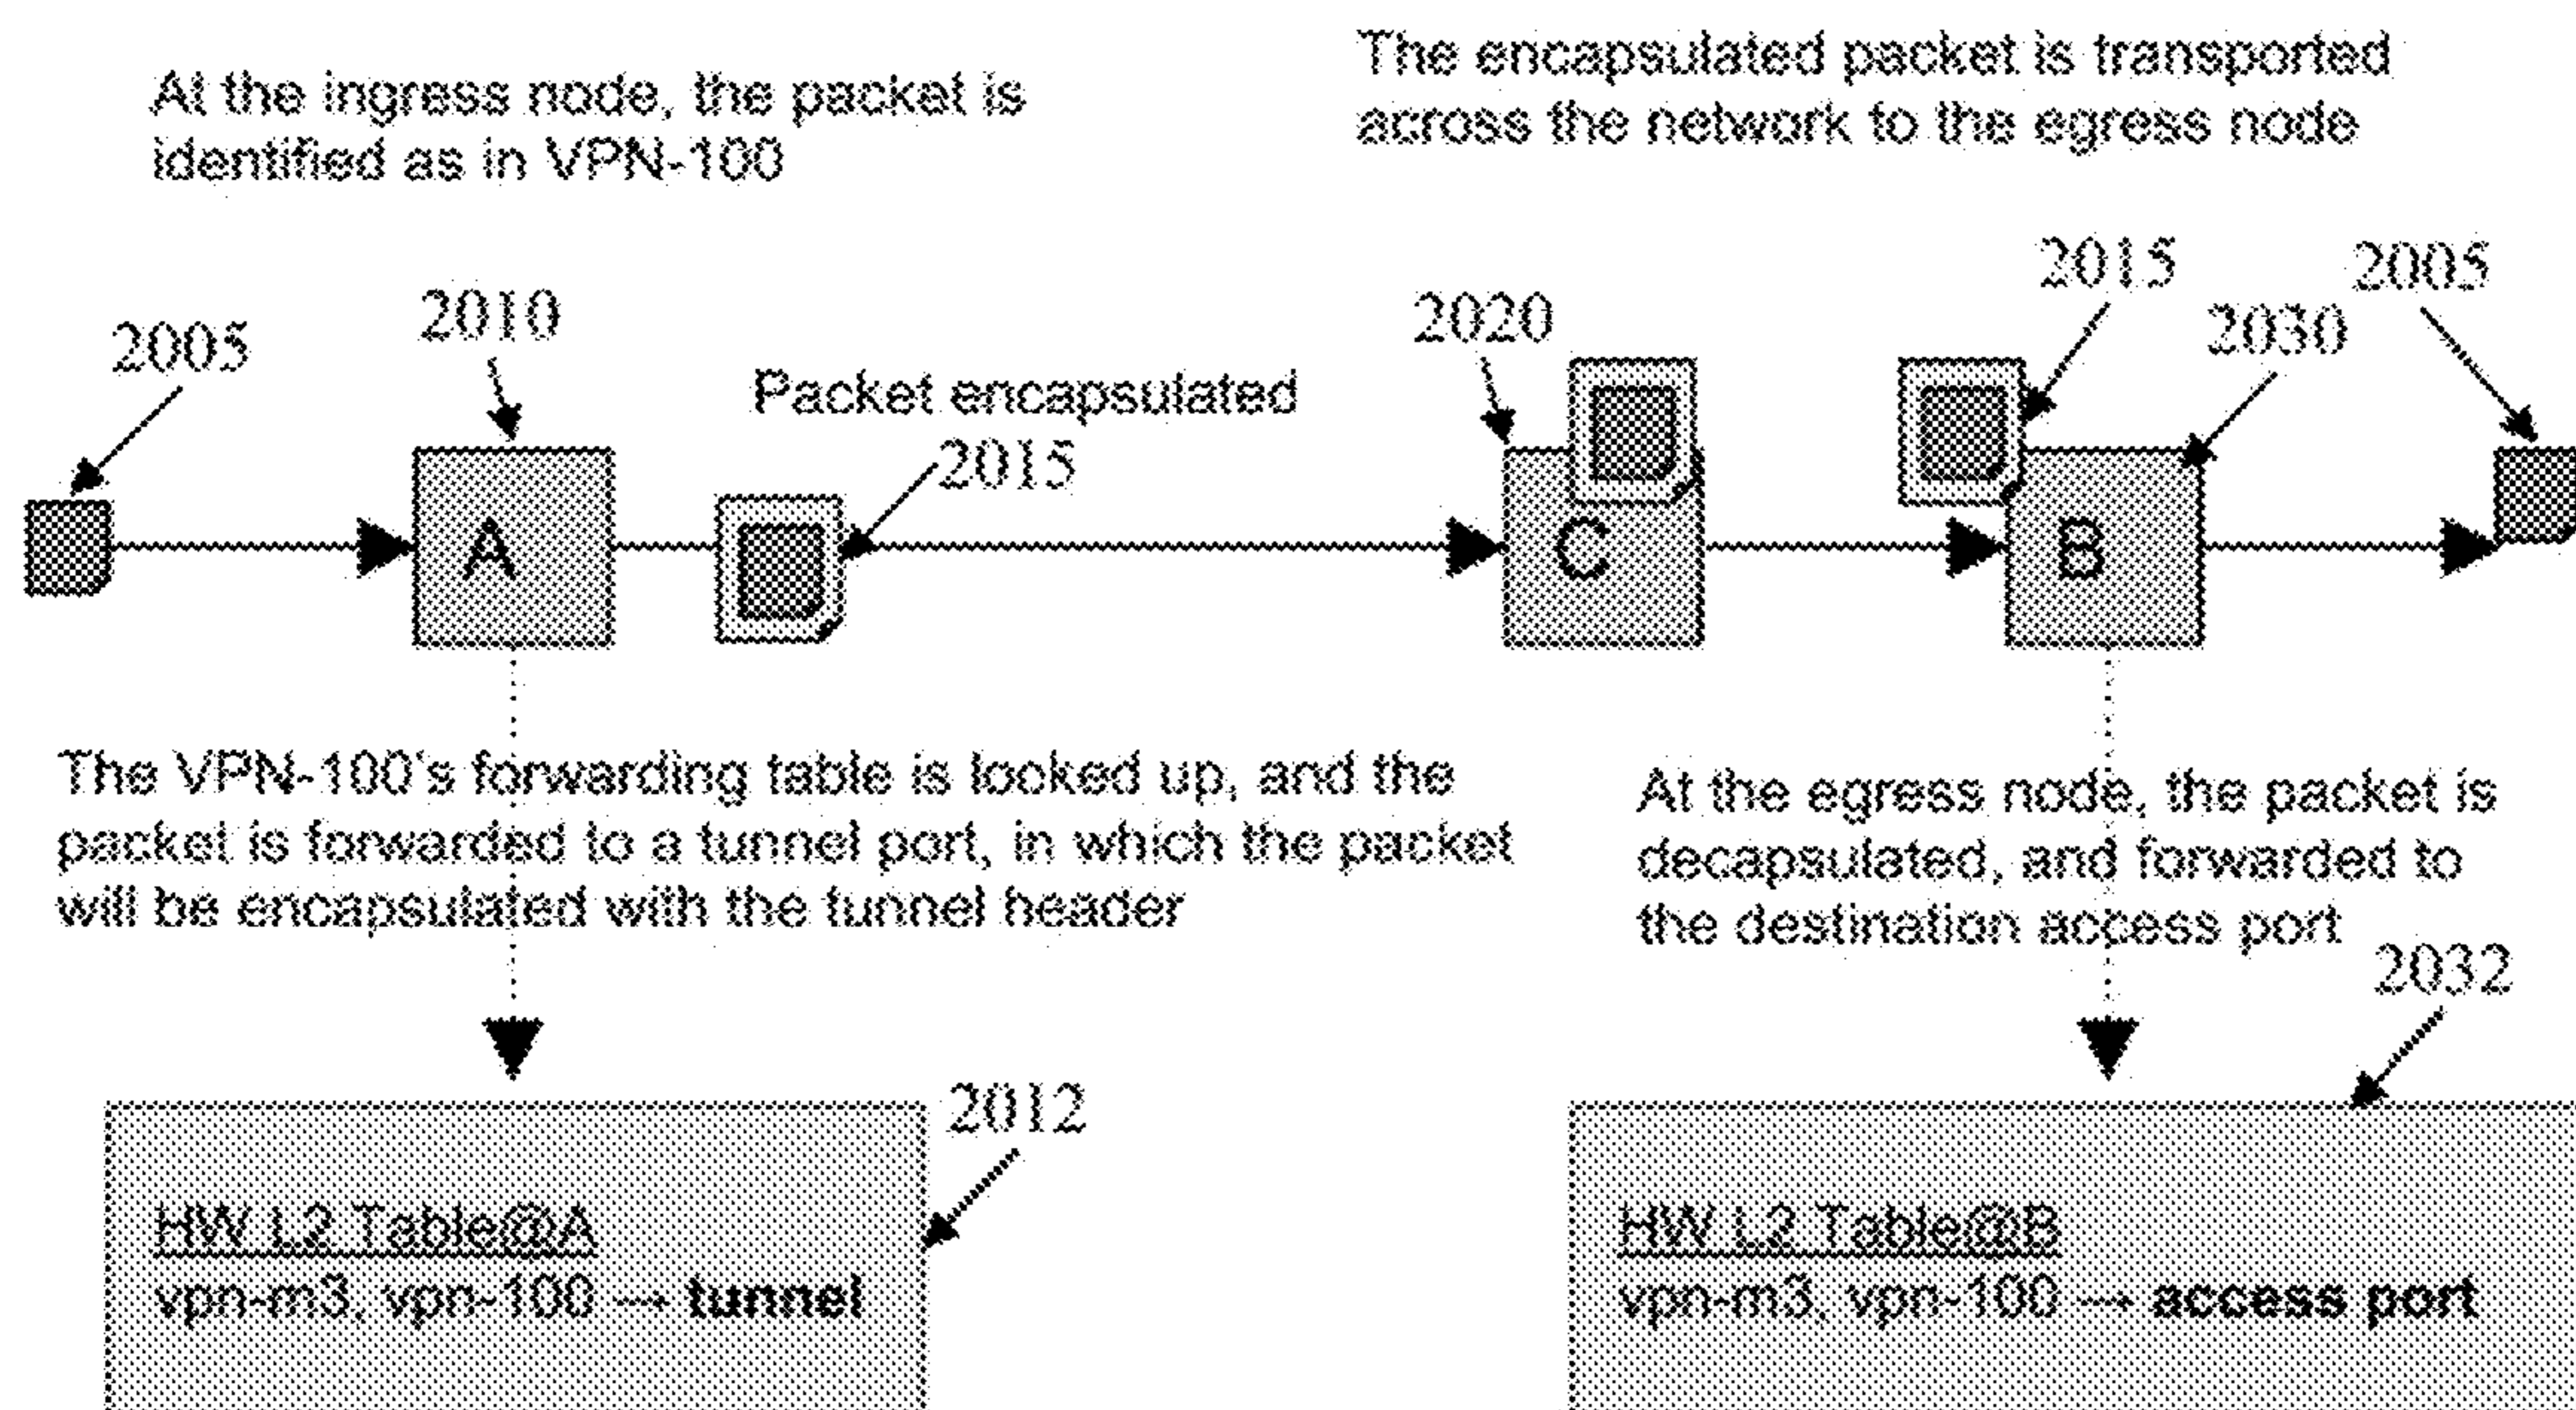 At the ingress node, the packet is
identified as in VPN-100
The encapsulated packet is transported
across the network to the egress node
2005
2010
Packet encapsulated
2015
2020
2015
2030
2005
A
C
B
The VPN-100's forwarding table is looked up, and the
packet is forwarded to a tunnel port, in which the packet
will be encapsulated with the tunnel header
At the egress node, the packet is
decapsulated, and forwarded to
the destination access port
2032
2012
HW L2 Table@A
vpn-m3, vpn-100 → tunnel
HW L2 Table@B
vpn-m3, vpn-100 → access port